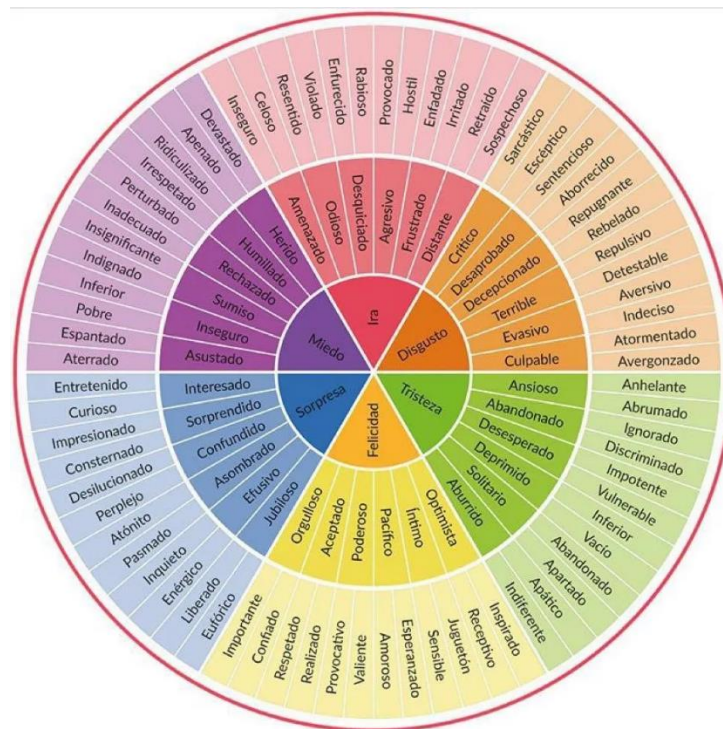 Ira
Disgusto
Tristeza
Felicidad
Sorpresa
Miedo
Amenazado
Odioso
Desquiciado
Agresivo
Frustrado
Distante
Crítico
Desaprobado
Decepcionado
Terrible
Evasivo
Culpable
Ansioso
Abandonado
Desesperado
Deprimido
Solitario
Aburrido
Optimista
Íntimo
Pacífico
Poderoso
Aceptado
Orgulloso
Jubiloso
Efusivo
Asombrado
Confundido
Sorprendido
Interesado
Asustado
Inseguro
Sumiso
Rechazado
Humillado
Herido
Inseguro
Celoso
Resentido
Violado
Enfurecido
Rabioso
Provocapo
Hostil
Enfadado
Irritado
Retraído
Sospechoso
Sarcástico
Escéptico
Sentencioso
Aborrecido
Repugnante
Rebelado
Repulsivo
Detestable
Aversivo
Indeciso
Atormentado
Avergonzado
Anhelante
Abrumado
Ignorado
Discriminado
Impotente
Vulnerable
Inferior
Vacío
Abandonado
Apartado
Apático
Indiferente
Inspirado
Receptivo
Juguetón
Sensible
Esperanzado
Amoroso
Valiente
Provocativo
Realizado
Respetado
Confiado
Importante
Eufórico
Liberado
Enérgico
Inquieto
Pasmado
Atónito
Perplejo
Desilucionado
Consternado
Impresionado
Curioso
Entretenido
Aterrado
Espantado
Pobre
Inferior
Indignado
Insignificante
Inadecuado
Perturbado
Irrespetado
Ridiculizado
Apenado
Devastado